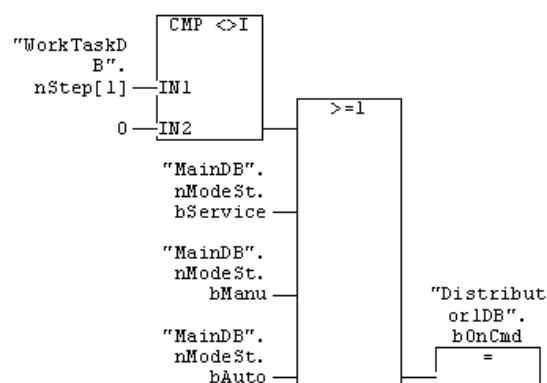 CMP <>I
"WorkTaskD
B".
nStep[1]
IN1
0
IN2
>=1
"MainDB".
nModeSt.
bService
"MainDB".
nModeSt.
bManu
"Distribut
or1DB".
bOnCmd
=
"MainDB".
nModeSt.
bAuto